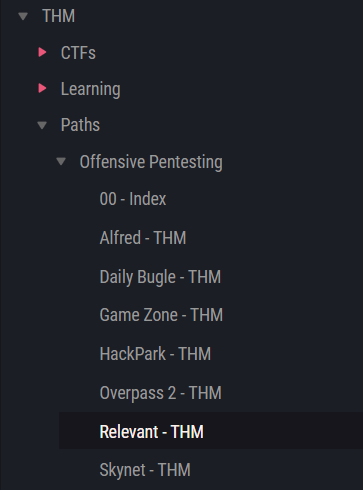 THM
CTFs
Learning
Paths
Offensive Pentesting
00 - Index
Alfred - THM
Daily Bugle - THM
Game Zone - THM
HackPark - THM
Overpass 2 - THM
Relevant - THM
Skynet - THM